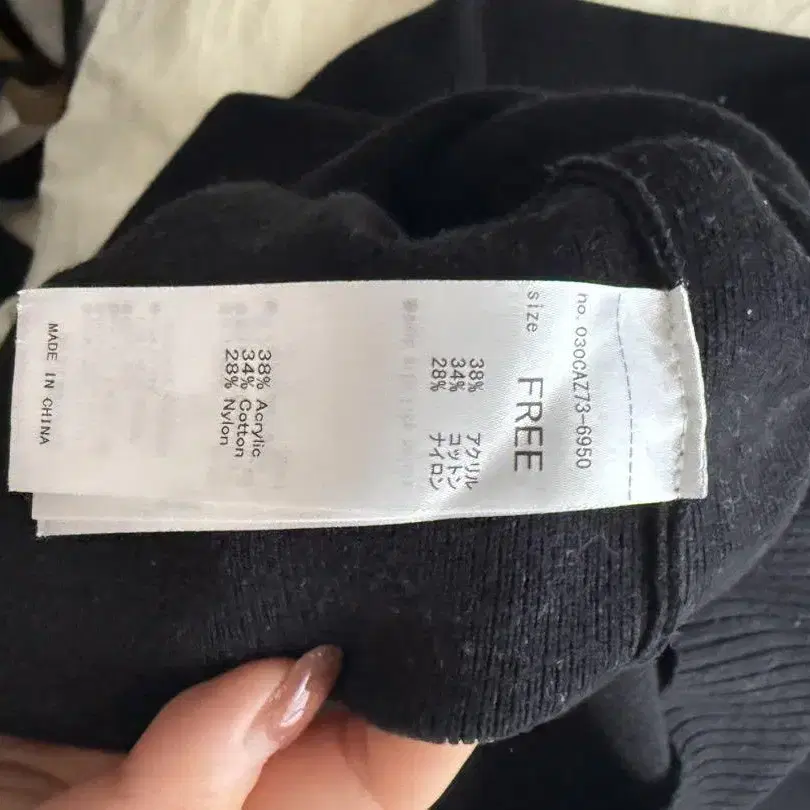 no. 030CAZ73-6950
size FREE
38% アクリル
34% コットン
28% ナイロン
38% Acrylic
34% Cotton
28% Nylon
MADE IN CHINA